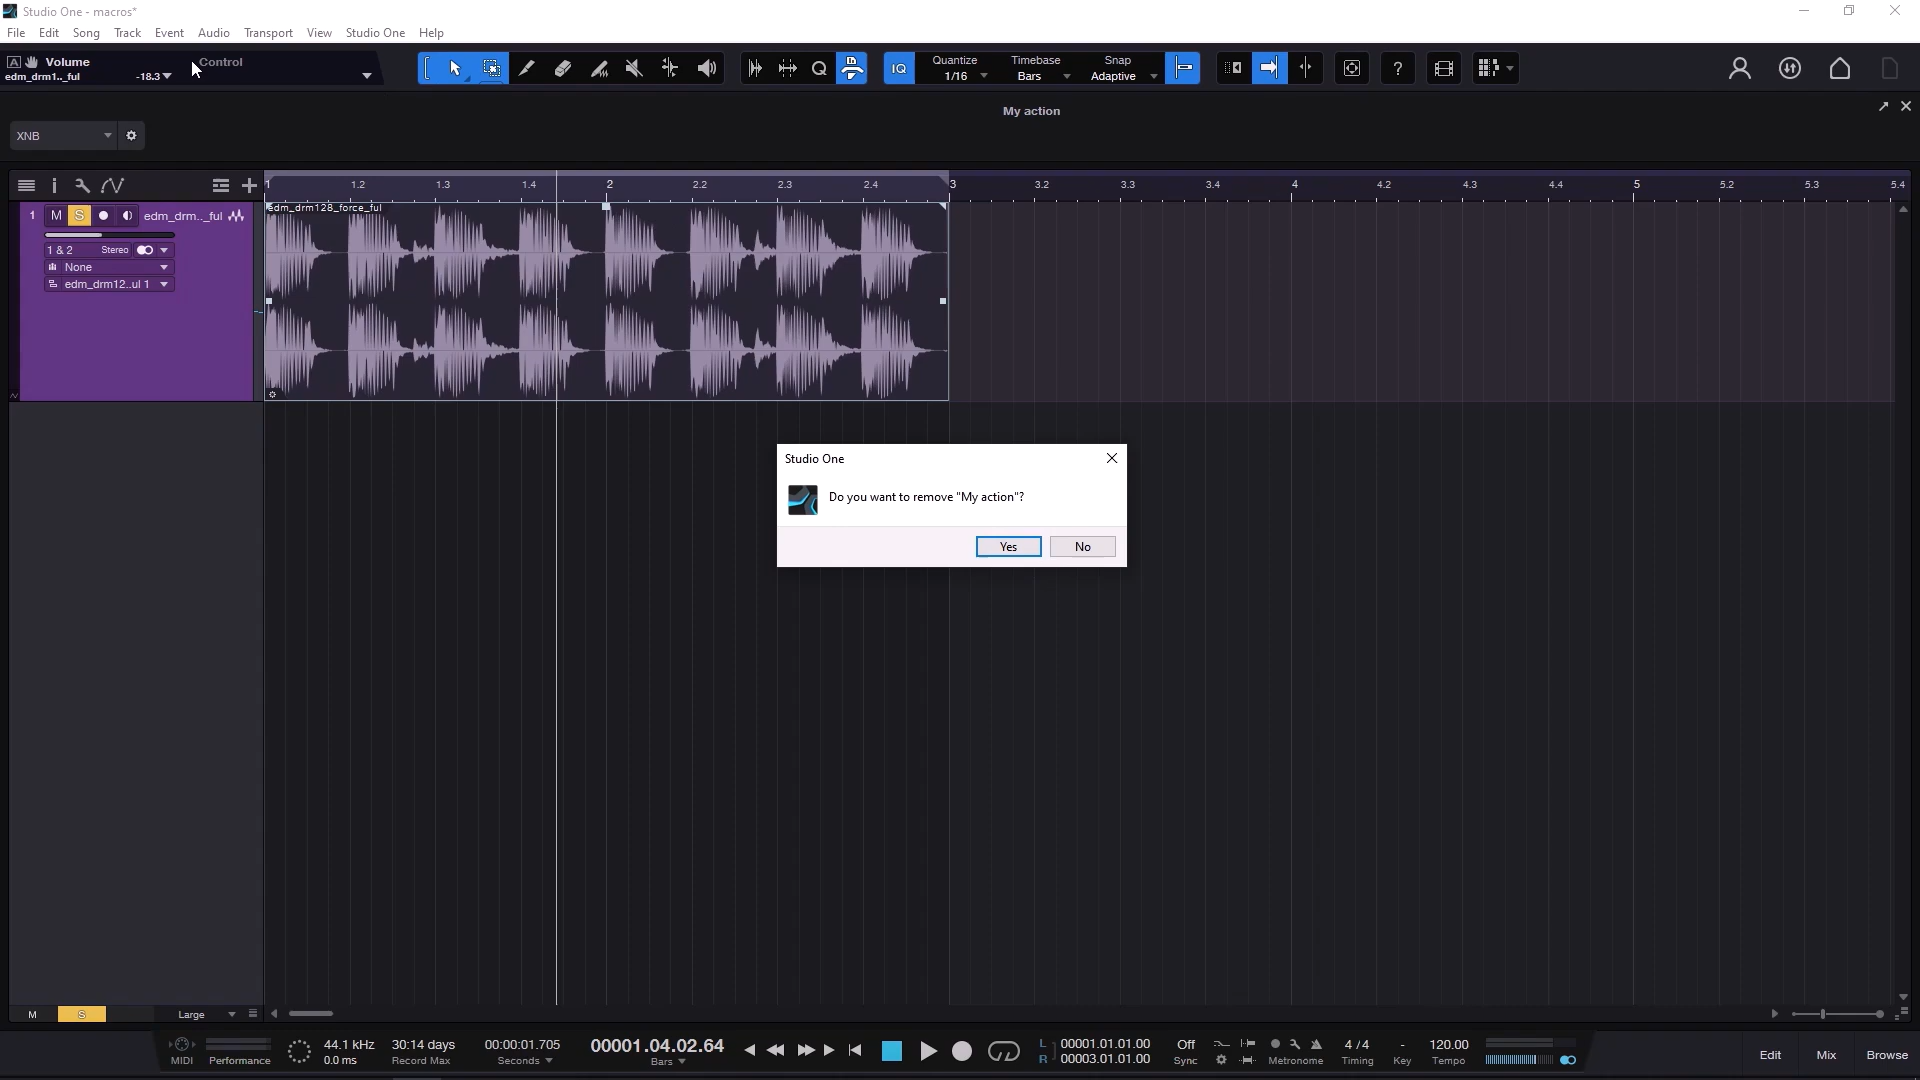 Studio One - macros*
File Edit Song Track Event Audio Transport View Studio One Help
A Volume Control
edm_drm1.._ful -18.3
IQ Quantize Timebase Snap
1/16 Bars Adaptive
?
My action
XNB
1 1.2 1.3 1.4 2 2.2 2.3 2.4 3 3.2 3.3 3.4 4 4.2 4.3 4.4 5 5.2 5.3 5.4
1 M S edm_drm.._ful
edm_drm128_force_ful
1 & 2 Stereo
None
edm_drm12..ul 1
Studio One
Do you want to remove "My action"?
Yes No
M S Large
MIDI Performance
44.1 kHz
0.0 ms
30:14 days
Record Max
00:00:01.705
Seconds
00001.04.02.64
Bars
L 00001.01.01.00
R 00003.01.01.00
Off
Sync
Metronome
4 / 4
Timing
-
Key
120.00
Tempo
Edit Mix Browse